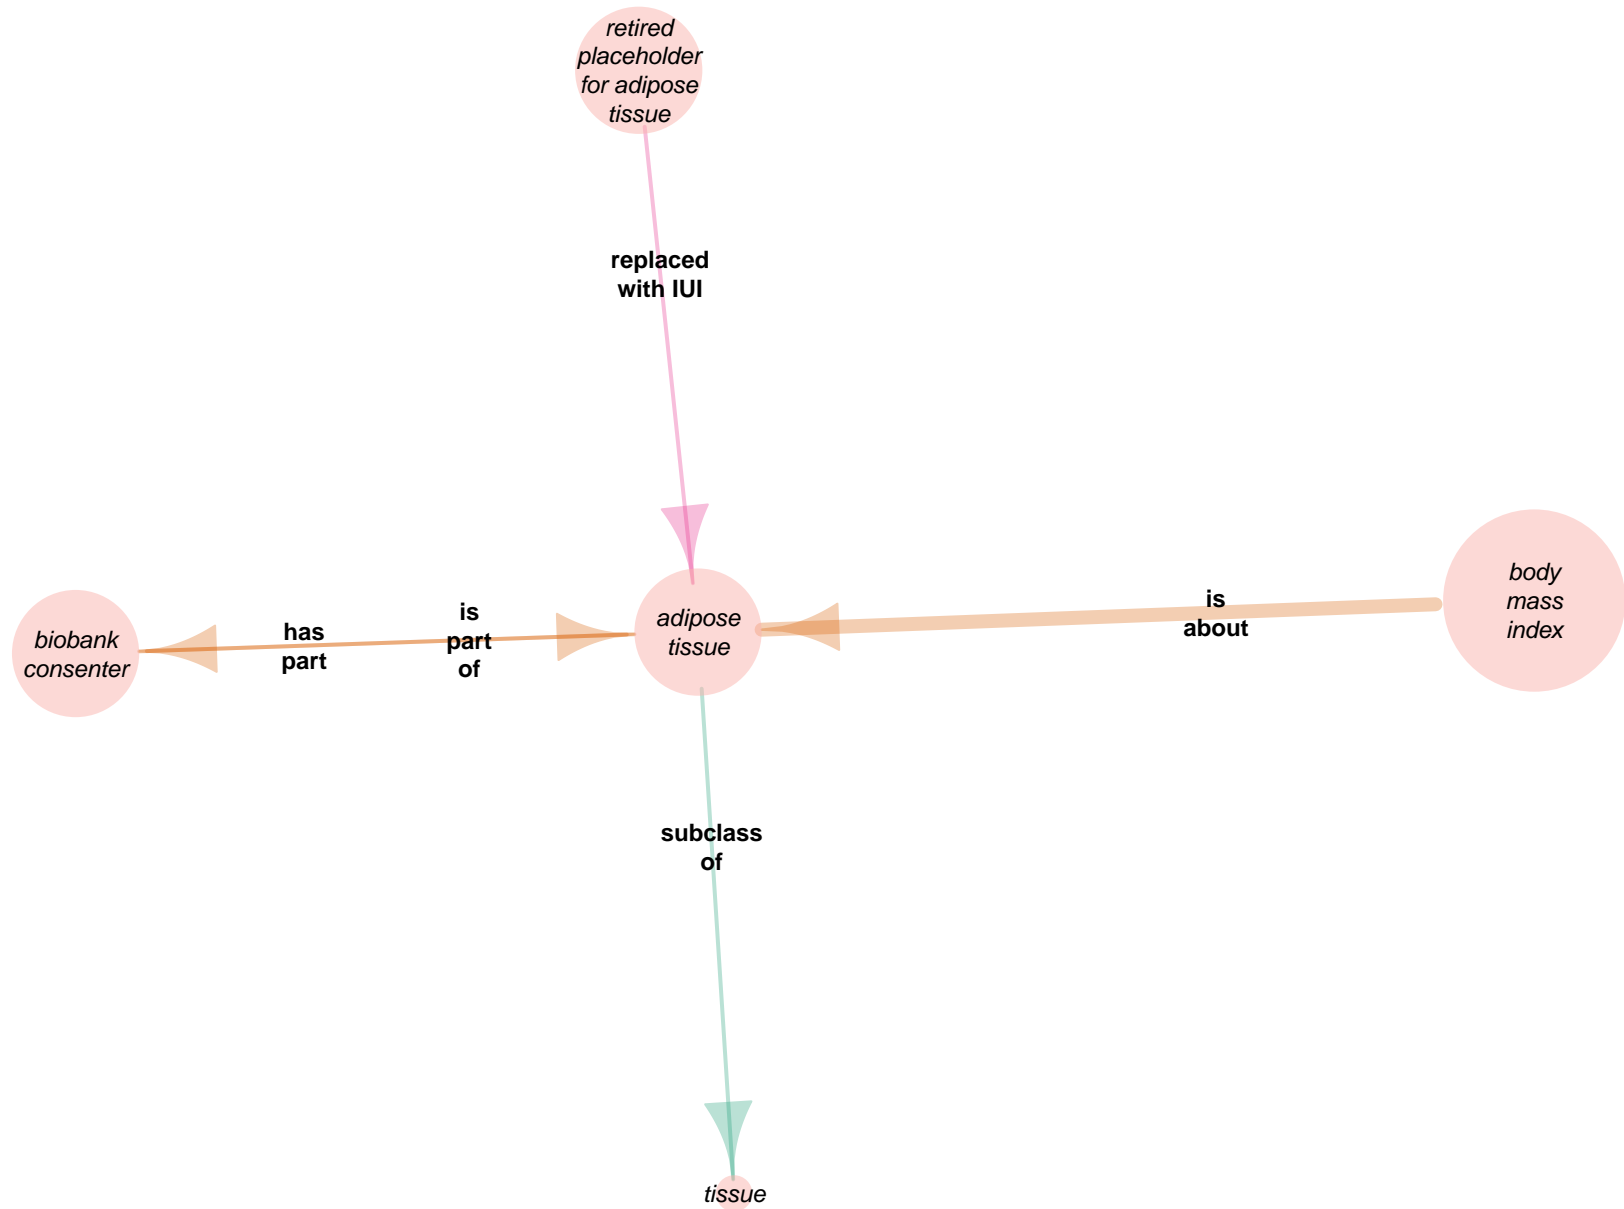 retired
placeholder
for adipose
tissue
replaced
with IUI
biobank
consenter
has
part
is
part
of
adipose
tissue
is
about
body
mass
index
subclass
of
tissue